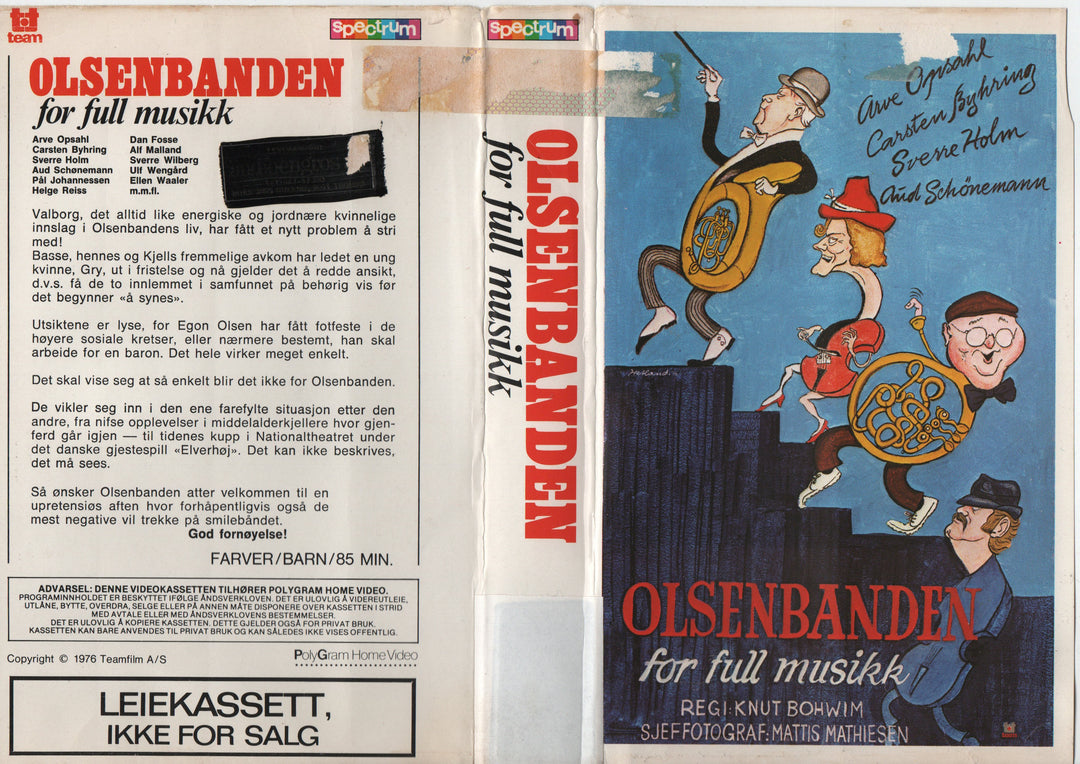 team
spectrum
OLSENBANDEN
for full musikk
Arve Opsahl
Carsten Byhring
Sverre Holm
Aud Schønemann
Pål Johannessen
Helge Reiss
Dan Fosse
Alf Malland
Sverre Wilberg
Ulf Wengård
Ellen Waaler
m.m.fl.
Valborg, det alltid like energiske og jordnære kvinnelige
innslag i Olsenbandens liv, har fått et nytt problem å stri
med!
Basse, hennes og Kjells fremmelige avkom har ledet en ung
kvinne, Gry, ut i fristelse og nå gjelder det å redde ansikt,
d.v.s. få de to innlemmet i samfunnet på behørig vis før
det begynner «å synes».
Utsiktene er lyse, for Egon Olsen har fått fotfeste i de
høyere sosiale kretser, eller nærmere bestemt, han skal
arbeide for en baron. Det hele virker meget enkelt.
Det skal vise seg at så enkelt blir det ikke for Olsenbanden.
De vikler seg inn i den ene farefylte situasjon etter den
andre, fra nifse opplevelser i middelalderkjellere hvor gjen-
ferd går igjen — til tidenes kupp i Nationaltheatret under
det danske gjestespill «Elverhøj». Det kan ikke beskrives,
det må sees.
Så ønsker Olsenbanden atter velkommen til en
upretensiøs aften hvor forhåpentligvis også de
mest negative vil trekke på smilebåndet.
God fornøyelse!
FARVER/BARN/85 MIN.
ADVARSEL: DENNE VIDEOKASSETTEN TILHØRER POLYGRAM HOME VIDEO.
PROGRAMINNHOLDET ER BESKYTTET IFØLGE ÅNDSVERKLOVEN. DET ER ULOVLIG Å VIDEREUTLEIE,
UTLÅNE, BYTTE, OVERDRA, SELGE ELLER PÅ ANNEN MÅTE DISPONERE OVER KASSETTEN I STRID
MED AVTALE ELLER MED ÅNDSVERKLOVENS BESTEMMELSER.
DET ER ULOVLIG Å KOPIERE KASSETTEN. DETTE GJELDER OGSÅ FOR PRIVAT BRUK.
KASSETTEN KAN BARE ANVENDES TIL PRIVAT BRUK OG KAN SÅLEDES IKKE VISES OFFENTLIG.
Copyright © 1976 Teamfilm A/S
PolyGram Home Video
LEIEKASSETT,
IKKE FOR SALG
spectrum
OLSENBANDEN
for full musikk
Arve Opsahl
Carsten Byhring
Sverre Holm
Aud Schönemann
OLSENBANDEN
for full musikk
REGI: KNUT BOHWIM
SJEFFOTOGRAF: MATTIS MATHIESEN
team